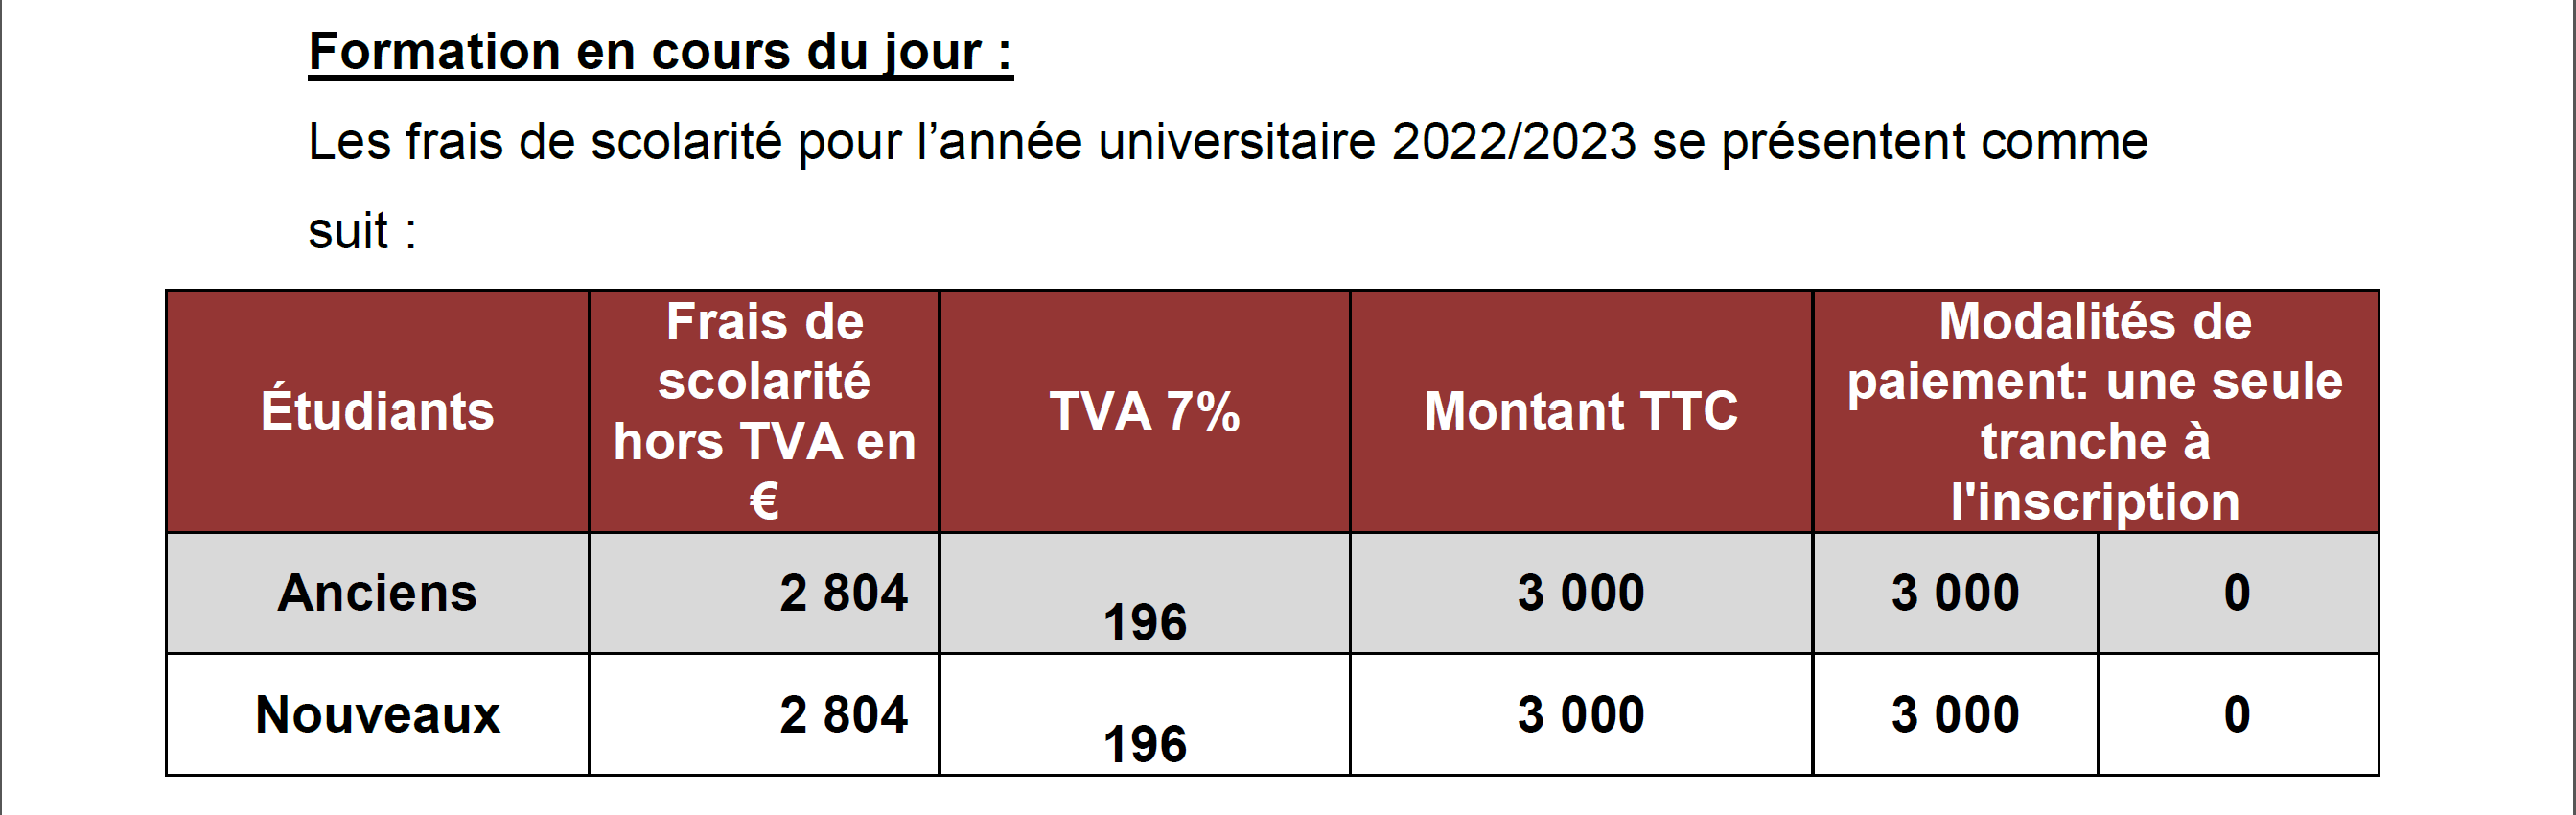 Formation en cours du jour :
Les frais de scolarité pour l’année universitaire 2022/2023 se présentent comme
suit :
Étudiants
Frais de
scolarité
hors TVA en
€
TVA 7%
Montant TTC
Modalités de
paiement: une seule
tranche à
l'inscription
Anciens 2 804 196 3 000 3 000 0
Nouveaux 2 804 196 3 000 3 000 0